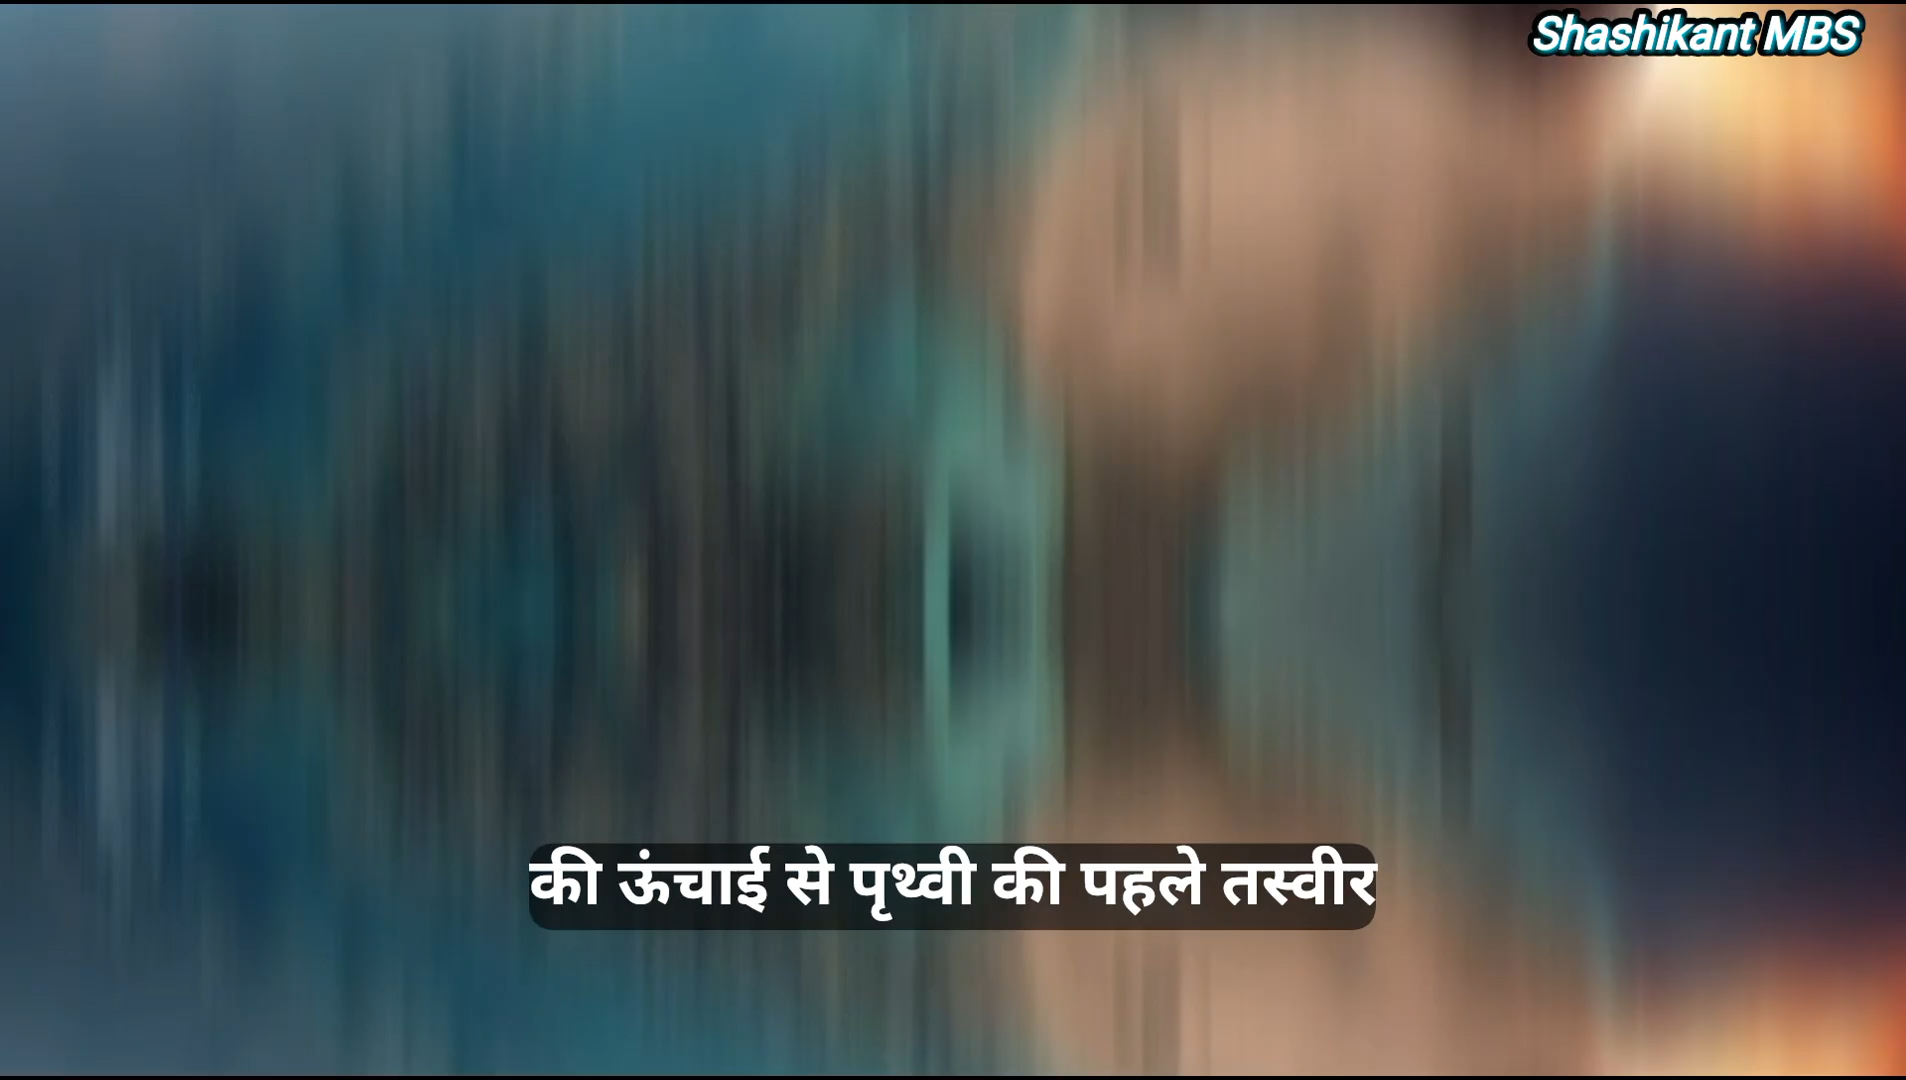 Shashikant MBS
की ऊंचाई से पृथ्वी की पहले तस्वीर